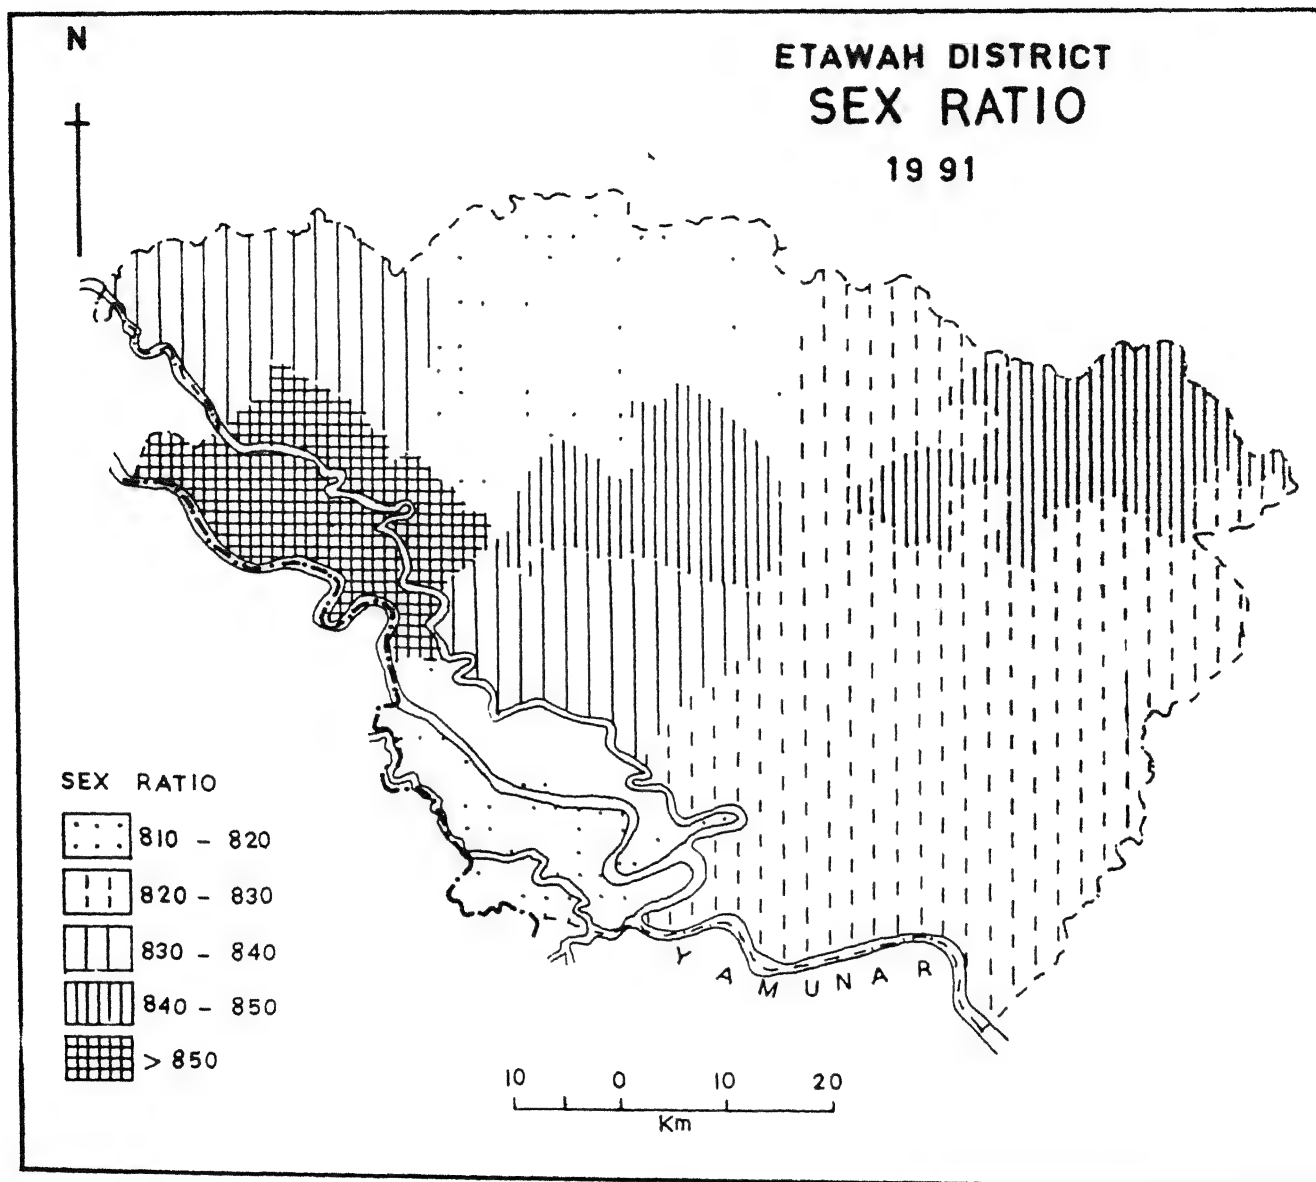 N
ETAWAH DISTRICT
SEX RATIO
1991
SEX RATIO
810 - 820
820 - 830
830 - 840
840 - 850
> 850
YAMUNA R
10 0 10 20
Km